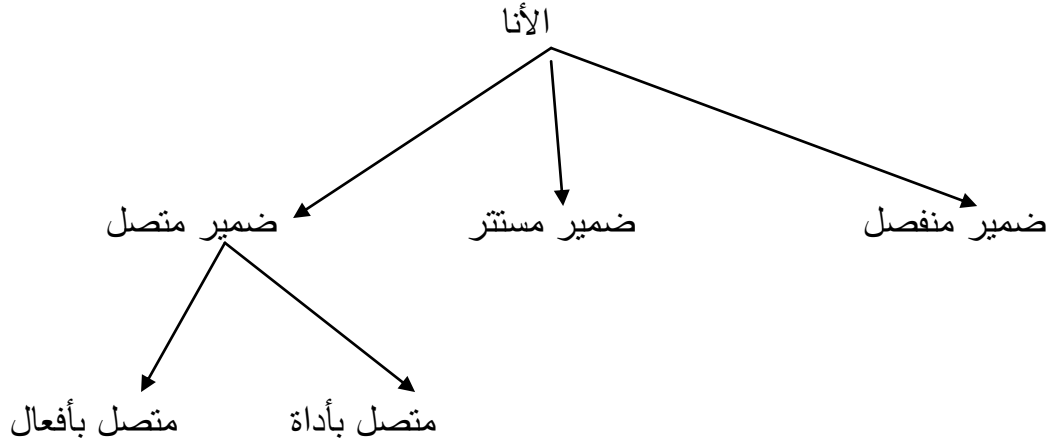 الأنا
ضمير منفصل
ضمير مستتر
ضمير متصل
متصل بأداة
متصل بأفعال